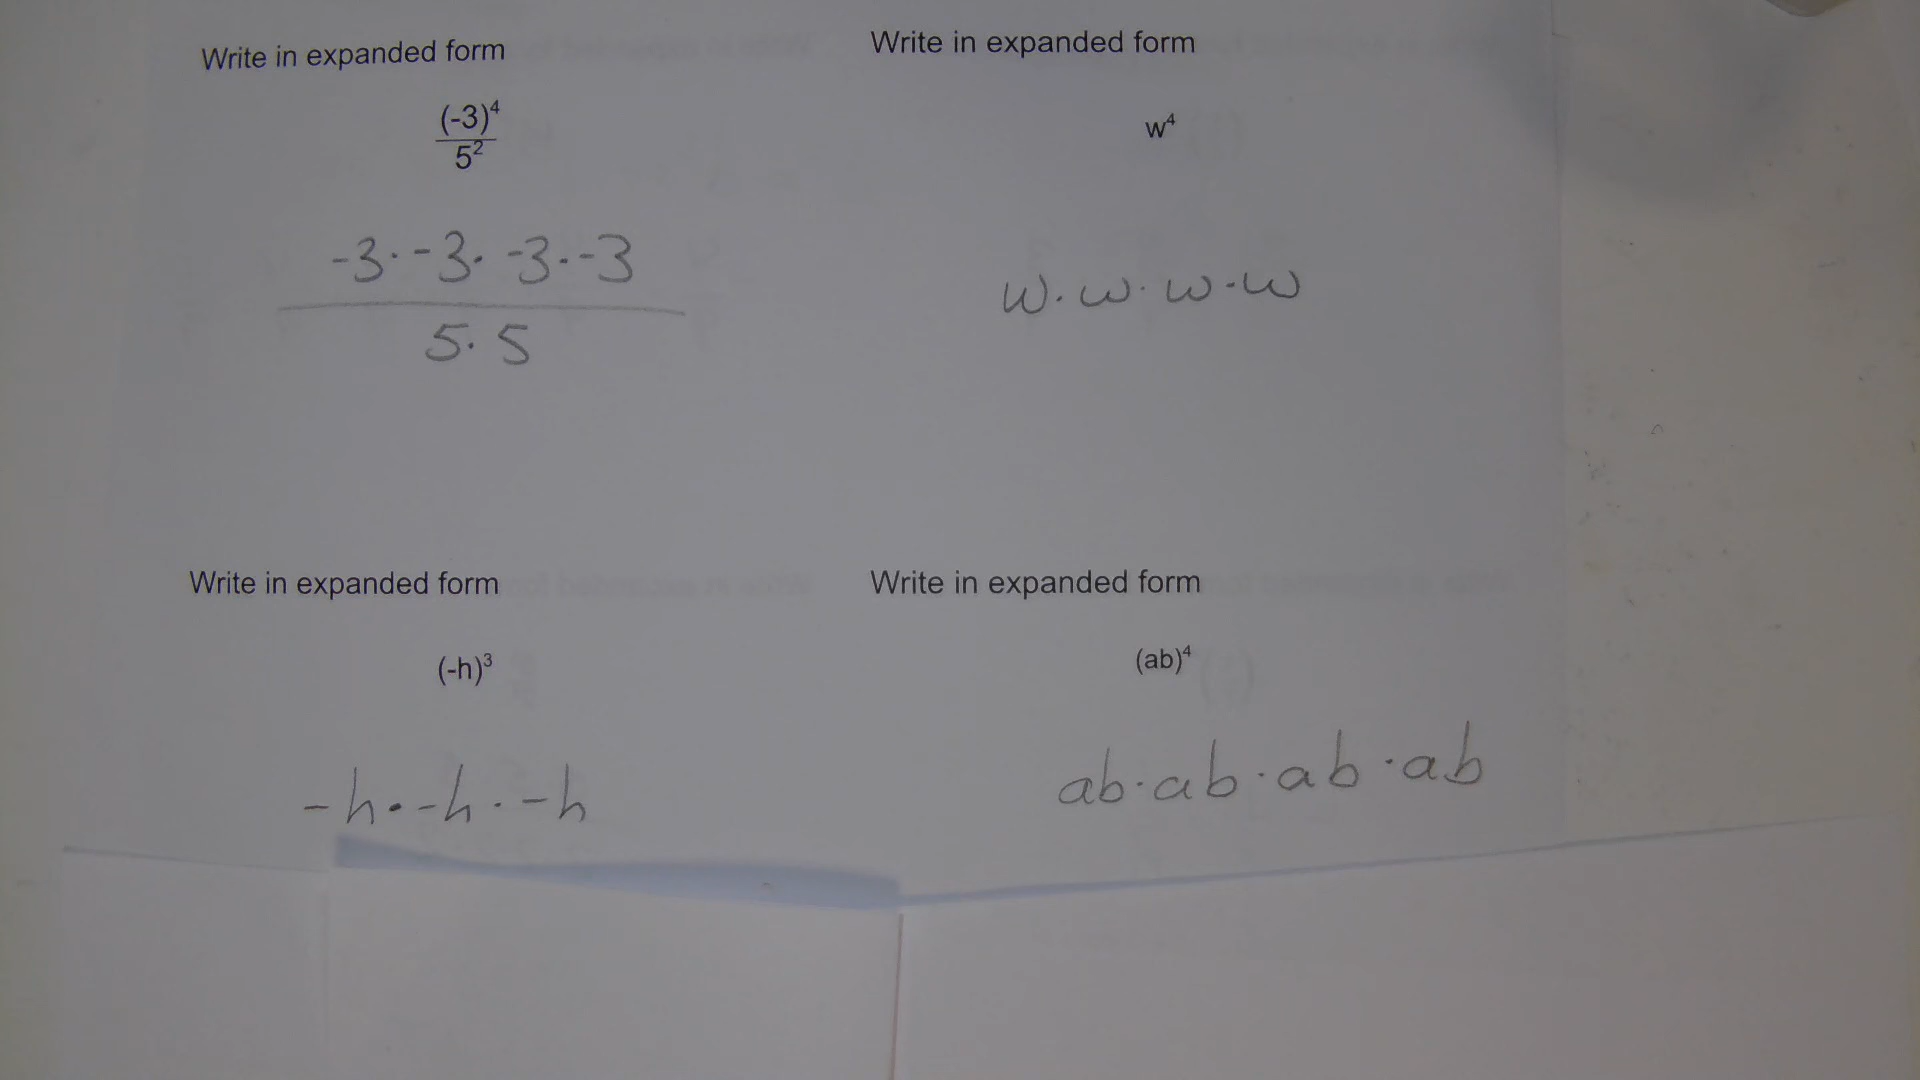 Write in expanded form
(-3)⁴
5²
-3 · -3 · -3 · -3
5 · 5
Write in expanded form
w⁴
w · w · w · w
Write in expanded form
(-h)³
-h · -h · -h
Write in expanded form
(ab)⁴
ab · ab · ab · ab